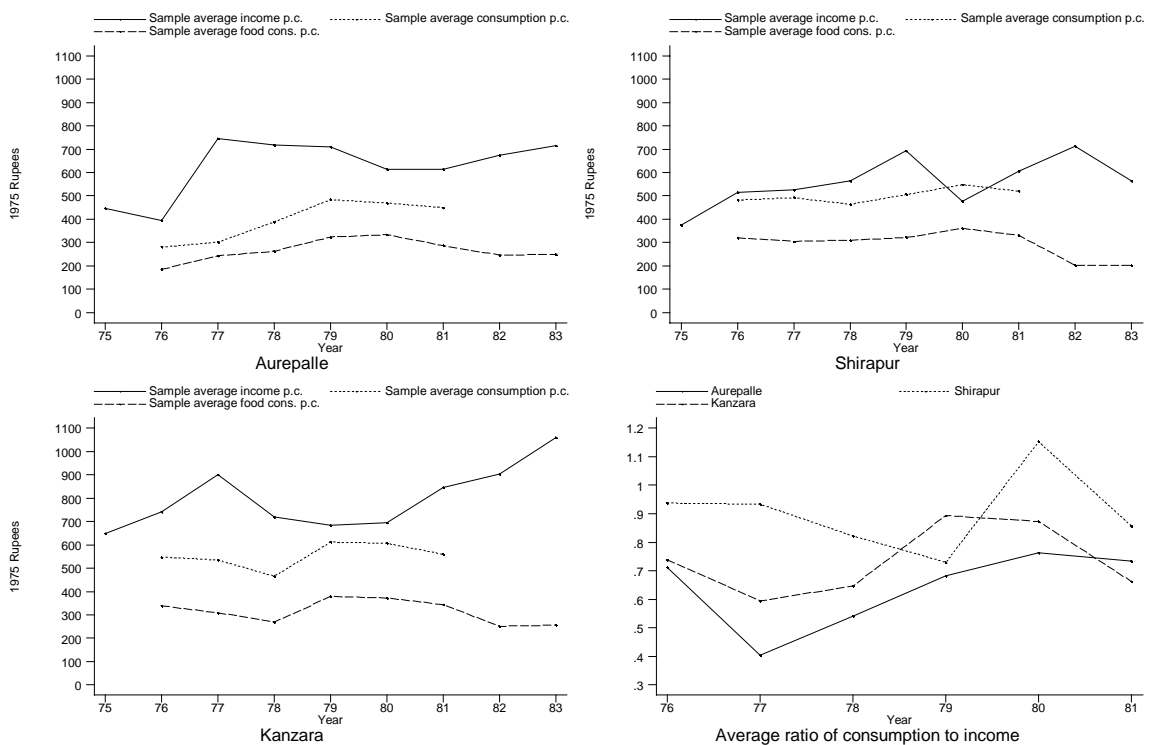 Sample average income p.c.
Sample average consumption p.c.
Sample average food cons. p.c.
1975 Rupees
1100
1000
900
800
700
600
500
400
300
200
100
0
75 76 77 78 79 80 81 82 83
Year
Aurepalle
Sample average income p.c.
Sample average consumption p.c.
Sample average food cons. p.c.
1975 Rupees
1100
1000
900
800
700
600
500
400
300
200
100
0
75 76 77 78 79 80 81 82 83
Year
Shirapur
Sample average income p.c.
Sample average consumption p.c.
Sample average food cons. p.c.
1975 Rupees
1100
1000
900
800
700
600
500
400
300
200
100
0
75 76 77 78 79 80 81 82 83
Year
Kanzara
Aurepalle
Shirapur
Kanzara
1.2
1.1
1
.9
.8
.7
.6
.5
.4
.3
76 77 78 79 80 81
Year
Average ratio of consumption to income